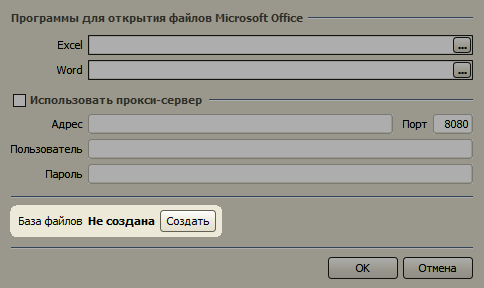 Программы для открытия файлов Microsoft Office
Excel ...
Word ...
Использовать прокси-сервер
Адрес Порт 8080
Пользователь
Пароль
База файлов Не создана Создать
OK Отмена